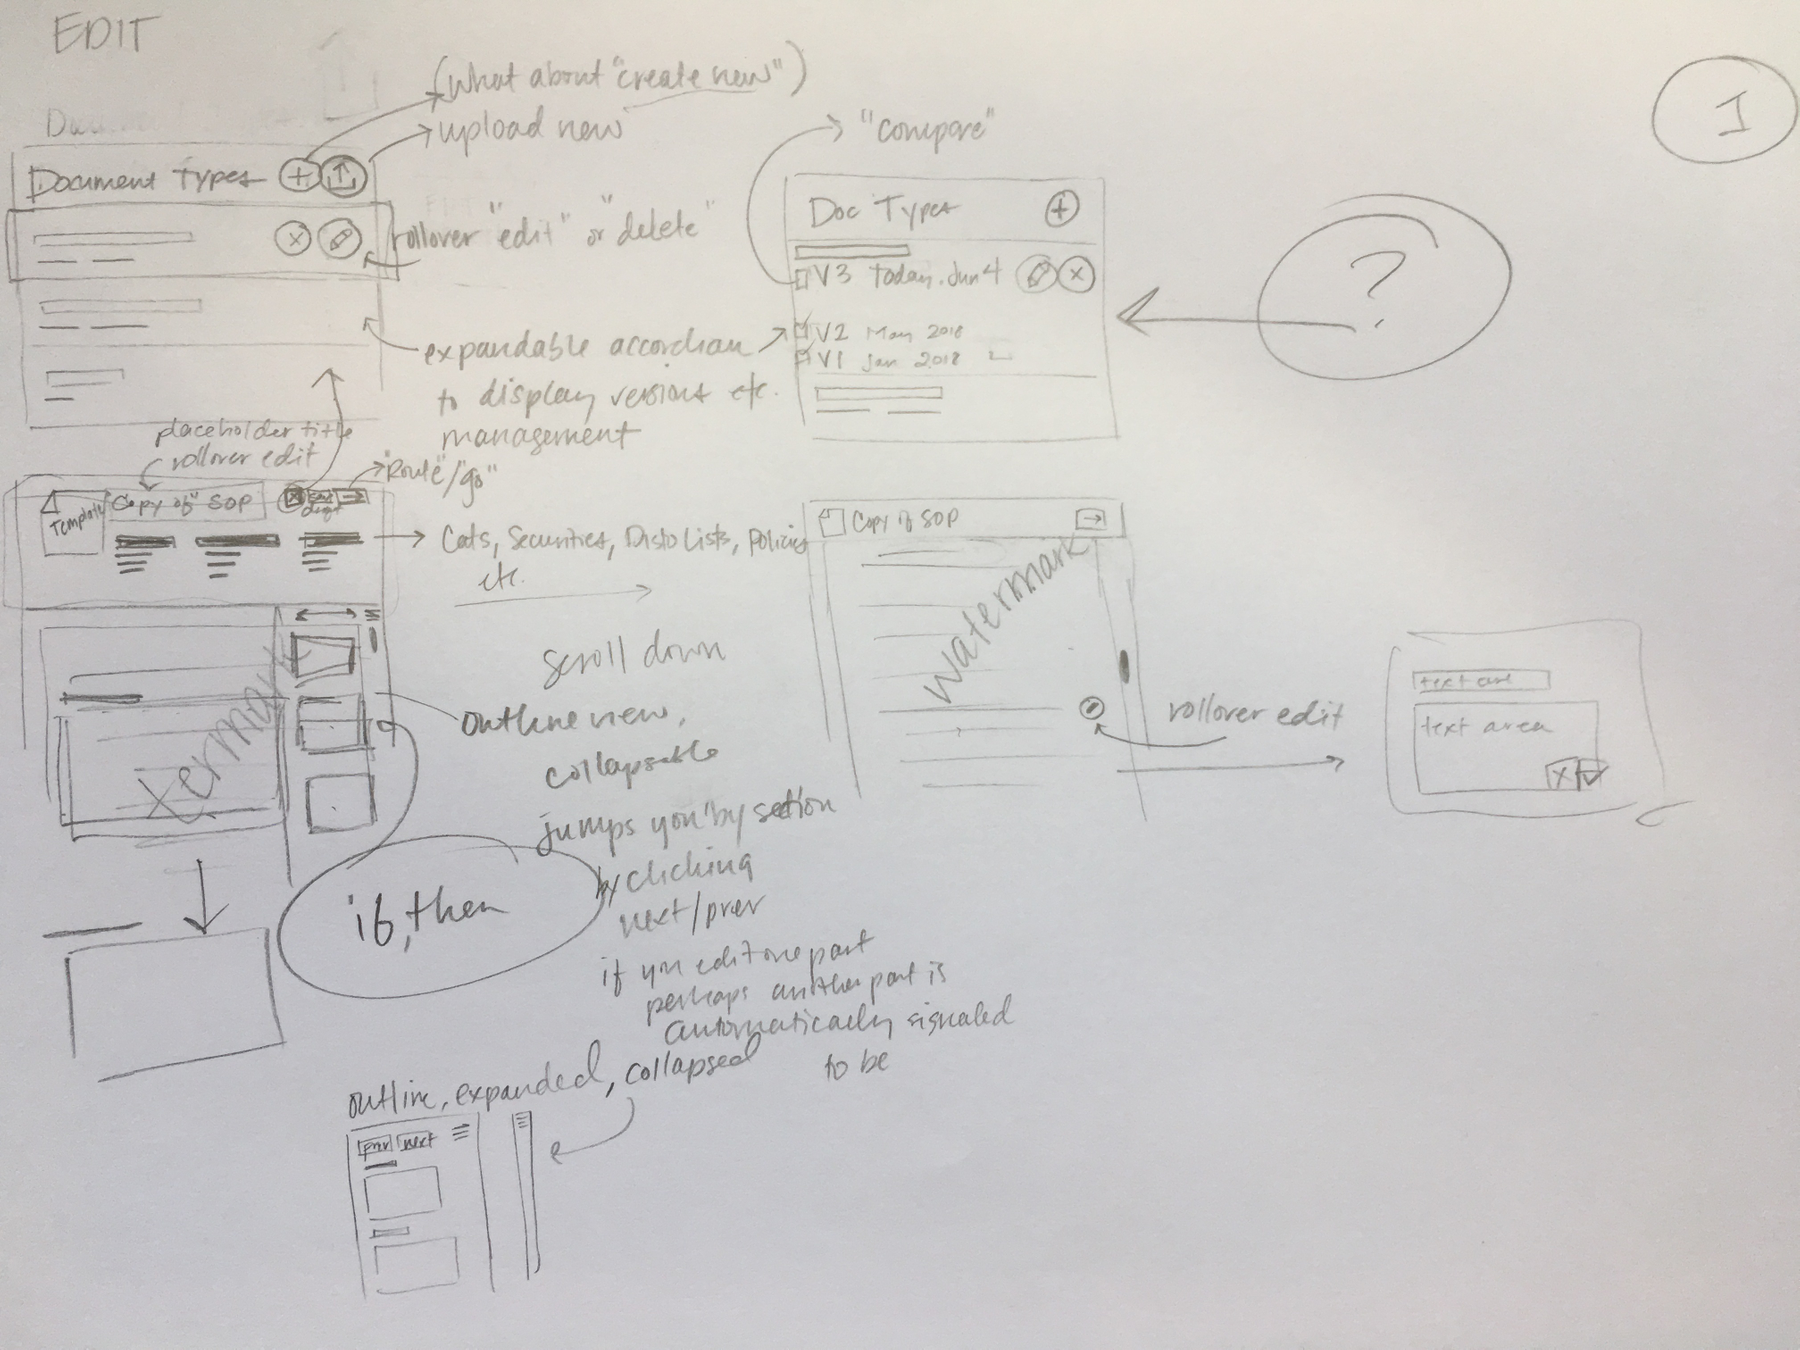 EDIT
(What about "create new")
upload new
"compare"
1
Document Types +
Doc Types +
rollover "edit" or "delete"
x
V3 Today. Jun 4 x
?
expandable accordian
to display versions etc.
management
V2 May 2018
V1 Jan 2018
placeholder title
rollover edit
"Route"/"go"
Template
"Copy of" SOP
x
Cats, Securities, Disto Lists, Policies
etc.
Copy of SOP
watermark
scroll down
outline view,
collapsable
jumps you by section
by clicking
next/prev
termark
rollover edit
text area
text area
x
if, then
if you edit one part
perhaps another part is
automatically signaled
to be
outline, expanded, collapsed
prev next